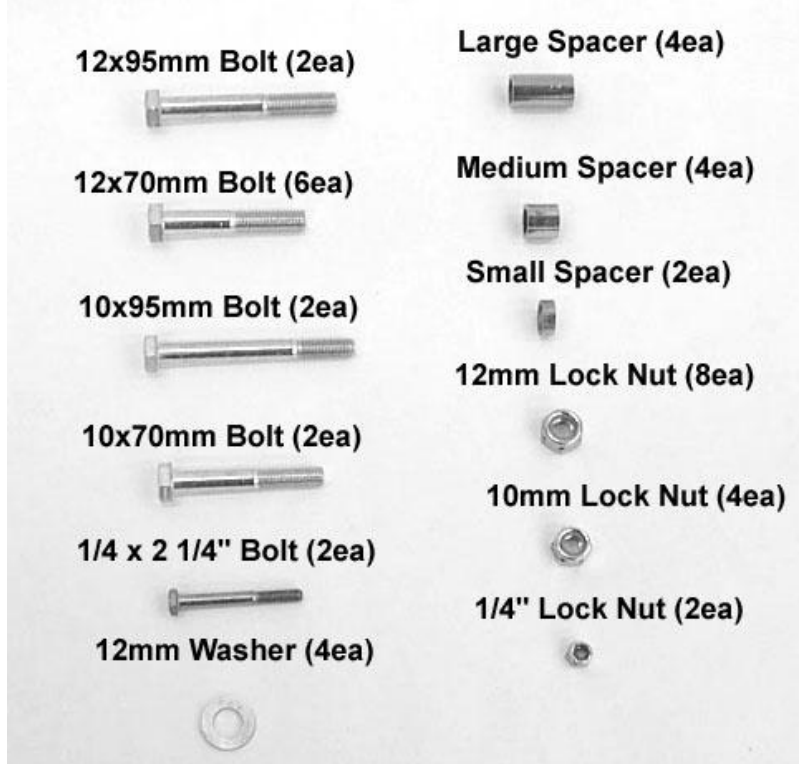 12x95mm Bolt (2ea)
12x70mm Bolt (6ea)
10x95mm Bolt (2ea)
10x70mm Bolt (2ea)
1/4 x 2 1/4" Bolt (2ea)
12mm Washer (4ea)
Large Spacer (4ea)
Medium Spacer (4ea)
Small Spacer (2ea)
12mm Lock Nut (8ea)
10mm Lock Nut (4ea)
1/4" Lock Nut (2ea)